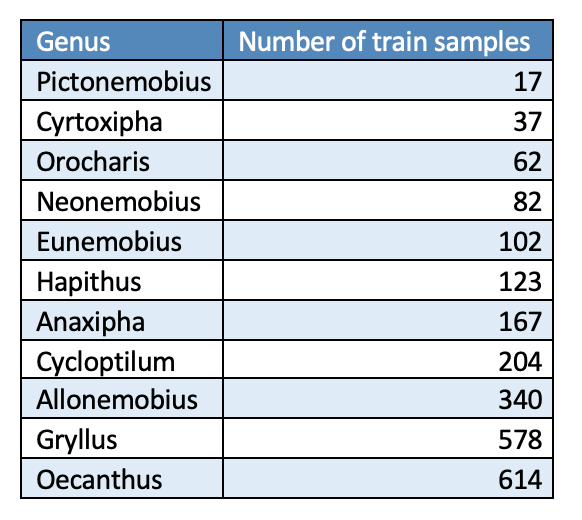 Genus Number of train samples
Pictonemobius 17
Cyrtoxipha 37
Orocharis 62
Neonemobius 82
Eunemobius 102
Hapithus 123
Anaxipha 167
Cycloptilum 204
Allonemobius 340
Gryllus 578
Oecanthus 614